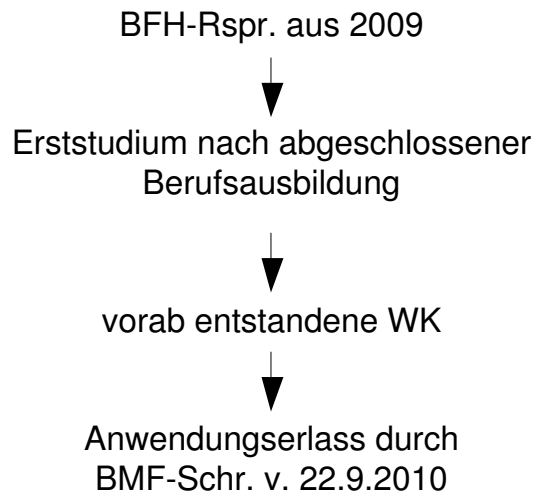 BFH-Rspr. aus 2009
Erststudium nach abgeschlossener
Berufsausbildung
vorab entstandene WK
Anwendungserlass durch
BMF-Schr. v. 22.9.2010